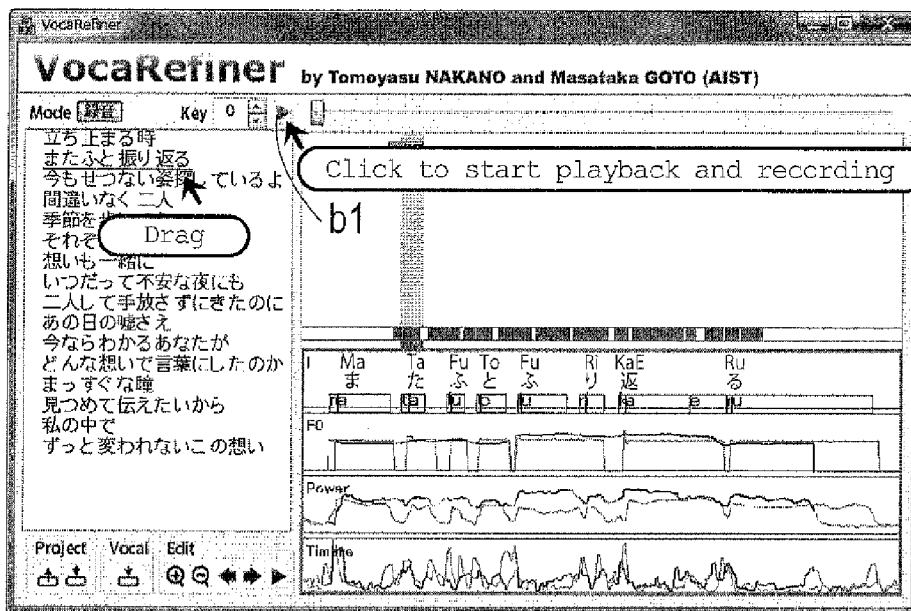 VocaRefiner
VocaRefiner by Tomoyasu NAKANO and Masataka GOTO (AIST)
Mode 録音 Key 0
立ち止まる時
またふと振り返る
今もせつない姿探しているよ
間違いなく二人
季節を
それぞ
想いも一緒に
いつだって不安な夜にも
二人して手放さずにきたのに
あの日の嘘さえ
今ならわかるあなたが
どんな想いで言葉にしたのか
まっすぐな瞳
見つめて伝えたいから
私の中で
ずっと変われないこの想い
Click to start playback and recording
Drag
b1
Ma Ta Fu To Fu Ri KaE Ru
ま た ふ と ふ り 返 る
F0
Power
Timbre
Project Vocal Edit